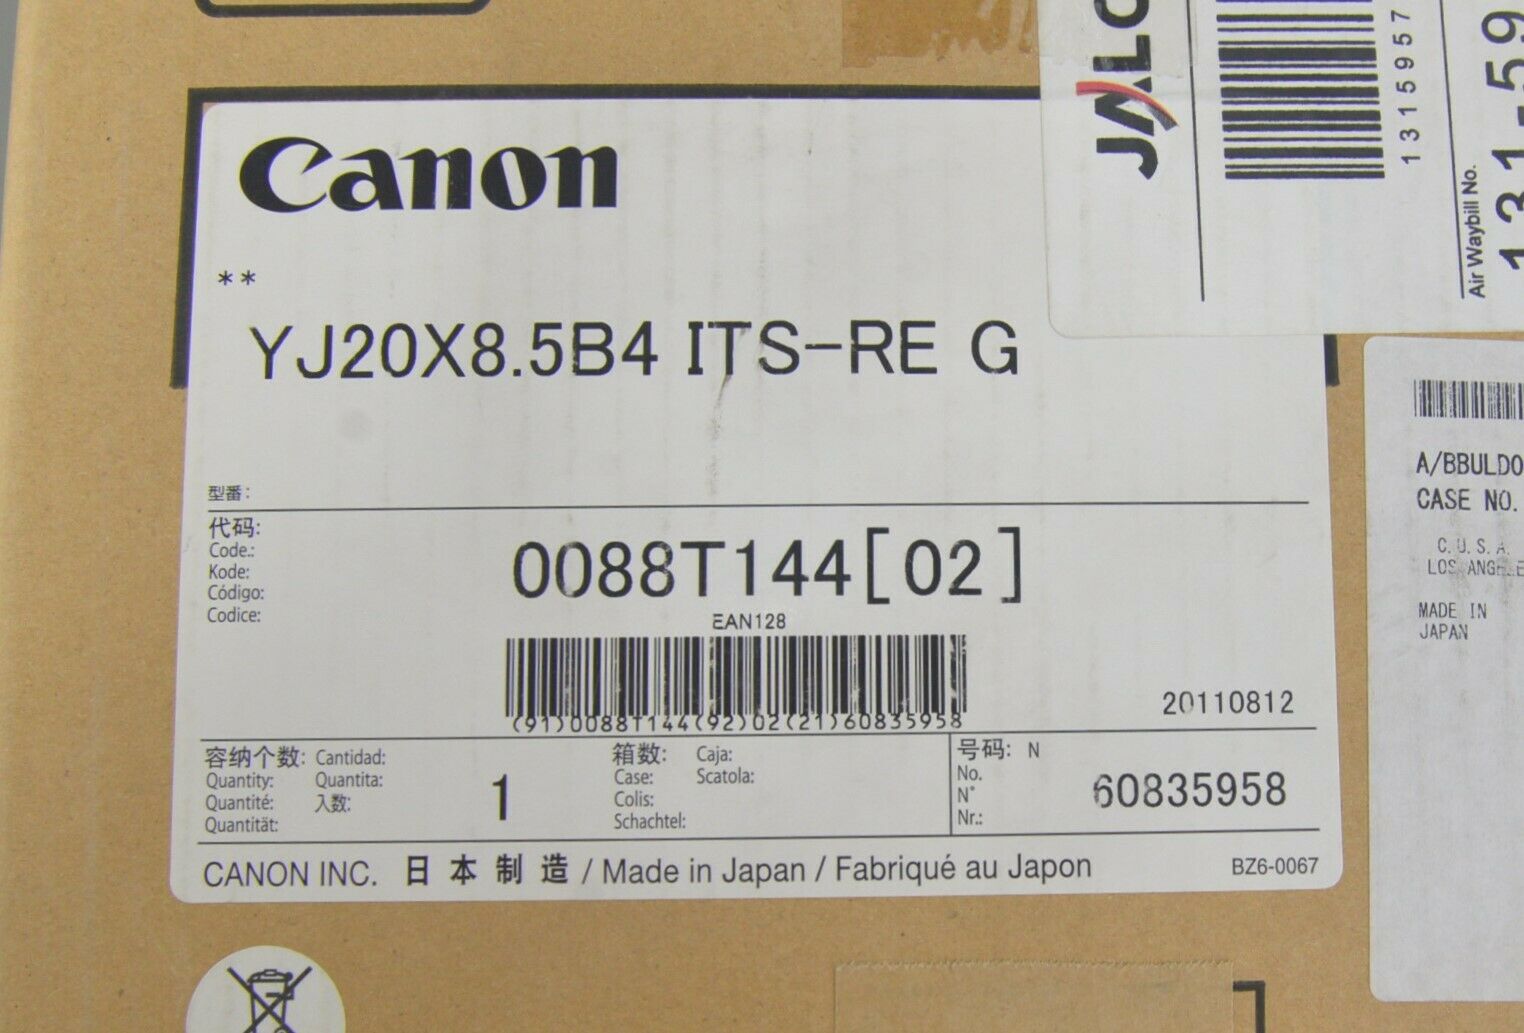 Canon
**
YJ20X8.5B4 ITS-RE G
型番:
代码:
Code.:
Kode:
Código:
Codice:
0088T144[02]
EAN128
(91)0088T144(92)02(21)60835958
20110812
容纳个数: Cantidad:
Quantity: Quantita:
Quantité: 入数:
Quantität:
1
箱数: Caja:
Case: Scatola:
Colis:
Schachtel:
号码: N
No.
N°
Nr.:
60835958
CANON INC. 日本制造 / Made in Japan / Fabriqué au Japon
BZ6-0067
1315957
Air Waybill No.
CASE NO.
C. U. S. A.
MADE IN
JAPAN